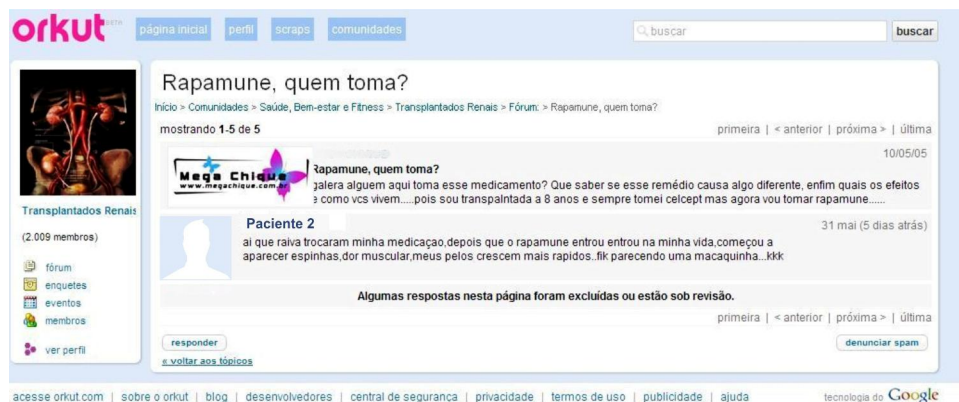 orkut BETA
página inicial perfil scraps comunidades buscar buscar
Rapamune, quem toma?
Início > Comunidades > Saúde, Bem-estar e Fitness > Transplantados Renais > Fórum: > Rapamune, quem toma?
mostrando 1-5 de 5 primeira | < anterior | próxima > | última
10/05/05
Mega Chique
www.megachique.com.br
Rapamune, quem toma?
galera alguem aqui toma esse medicamento? Que saber se esse remédio causa algo diferente, enfim quais os efeitos
e como vcs vivem.....pois sou transpalntada a 8 anos e sempre tomei celcept mas agora vou tomar rapamune......
Paciente 2 31 mai (5 dias atrás)
ai que raiva trocaram minha medicaçao,depois que o rapamune entrou entrou na minha vida,começou a
aparecer espinhas,dor muscular,meus pelos crescem mais rapidos..fik parecendo uma macaquinha...kkk
Algumas respostas nesta página foram excluídas ou estão sob revisão.
primeira | < anterior | próxima > | última
responder denunciar spam
« voltar aos tópicos
Transplantados Renais
(2.009 membros)
fórum
enquetes
eventos
membros
ver perfil
acesse orkut.com | sobre o orkut | blog | desenvolvedores | central de segurança | privacidade | termos de uso | publicidade | ajuda tecnologia do Google